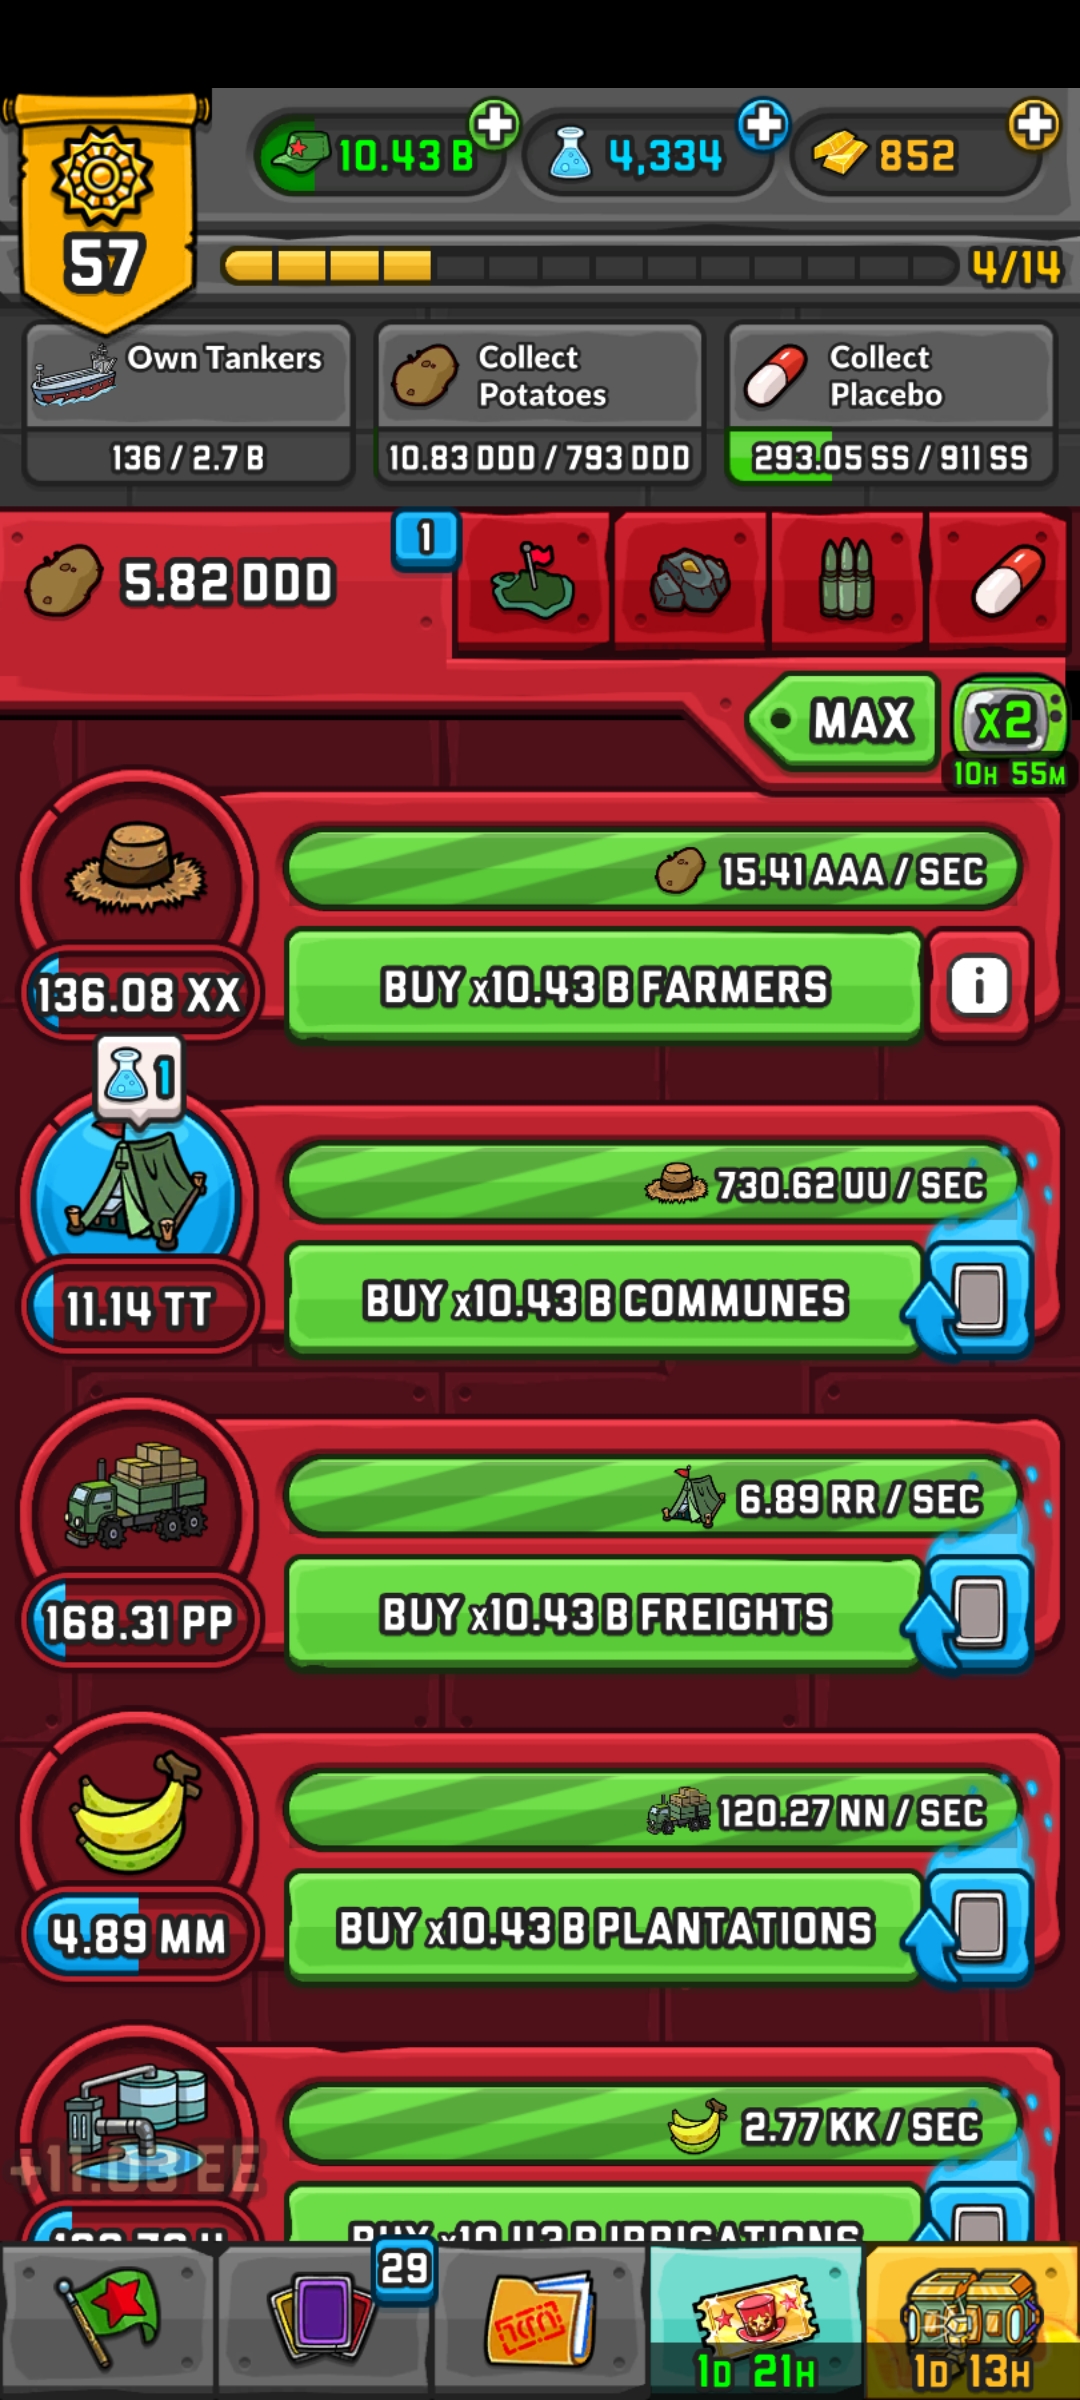 10.43 B
4,334
852
57
4/14
Own Tankers
136 / 2.7 B
Collect
Potatoes
10.83 DDD / 793 DDD
Collect
Placebo
293.05 SS / 911 SS
5.82 DDD
1
MAX
x2
10H 55M
15.41 AAA / SEC
136.08 XX
BUY x10.43 B FARMERS
i
1
730.62 UU / SEC
11.14 TT
BUY x10.43 B COMMUNES
6.89 RR / SEC
168.31 PP
BUY x10.43 B FREIGHTS
120.27 NN / SEC
4.89 MM
BUY x10.43 B PLANTATIONS
2.77 KK / SEC
+11.03 EE
BUY x10.43 B IRRIGATIONS
29
1D 21H
1D 13H